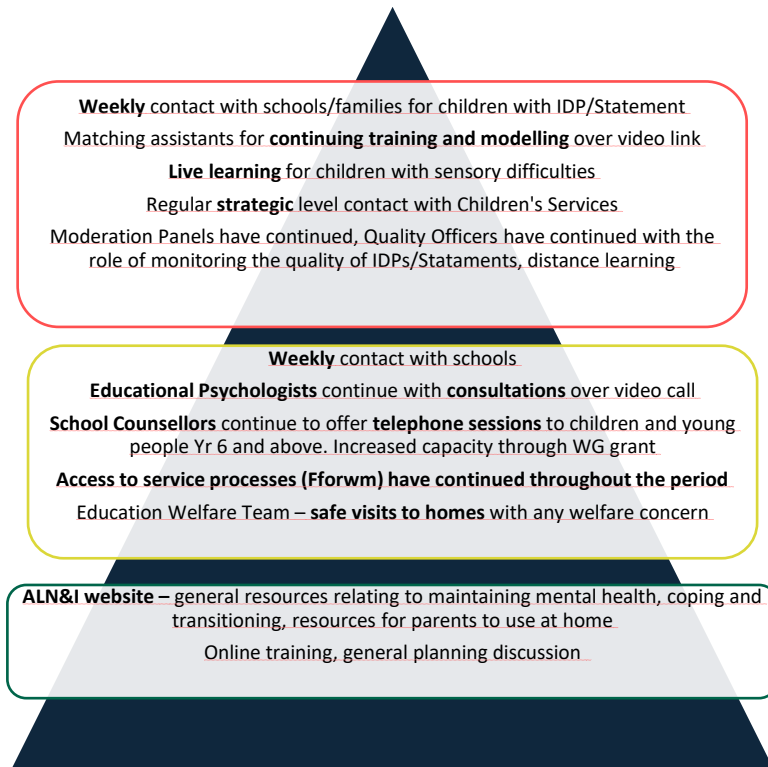 Weekly contact with schools/families for children with IDP/Statement
Matching assistants for continuing training and modelling over video link
Live learning for children with sensory difficulties
Regular strategic level contact with Children's Services
Moderation Panels have continued, Quality Officers have continued with the
role of monitoring the quality of IDPs/Stataments, distance learning
Weekly contact with schools
Educational Psychologists continue with consultations over video call
School Counsellors continue to offer telephone sessions to children and young
people Yr 6 and above. Increased capacity through WG grant
Access to service processes (Fforwm) have continued throughout the period
Education Welfare Team – safe visits to homes with any welfare concern
ALN&I website – general resources relating to maintaining mental health, coping and
transitioning, resources for parents to use at home
Online training, general planning discussion